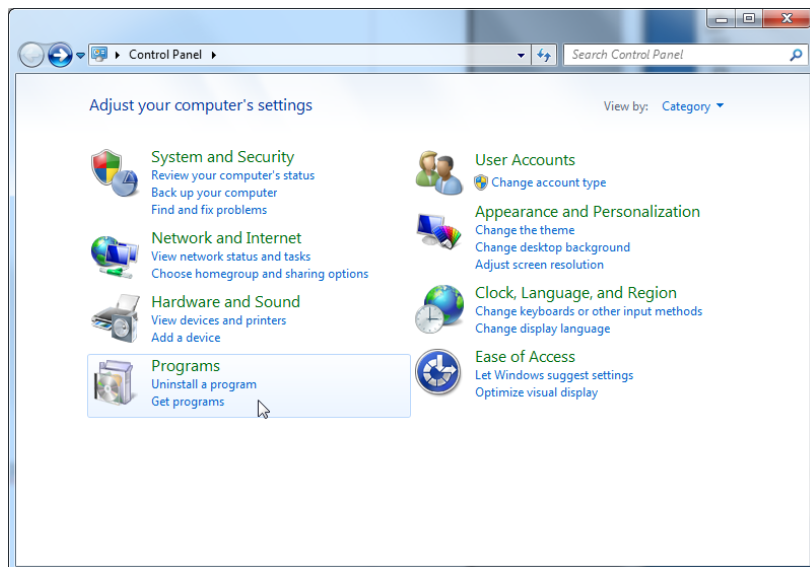 Control Panel
Search Control Panel
Adjust your computer's settings
View by: Category
System and Security
Review your computer's status
Back up your computer
Find and fix problems
Network and Internet
View network status and tasks
Choose homegroup and sharing options
Hardware and Sound
View devices and printers
Add a device
Programs
Uninstall a program
Get programs
User Accounts
Change account type
Appearance and Personalization
Change the theme
Change desktop background
Adjust screen resolution
Clock, Language, and Region
Change keyboards or other input methods
Change display language
Ease of Access
Let Windows suggest settings
Optimize visual display